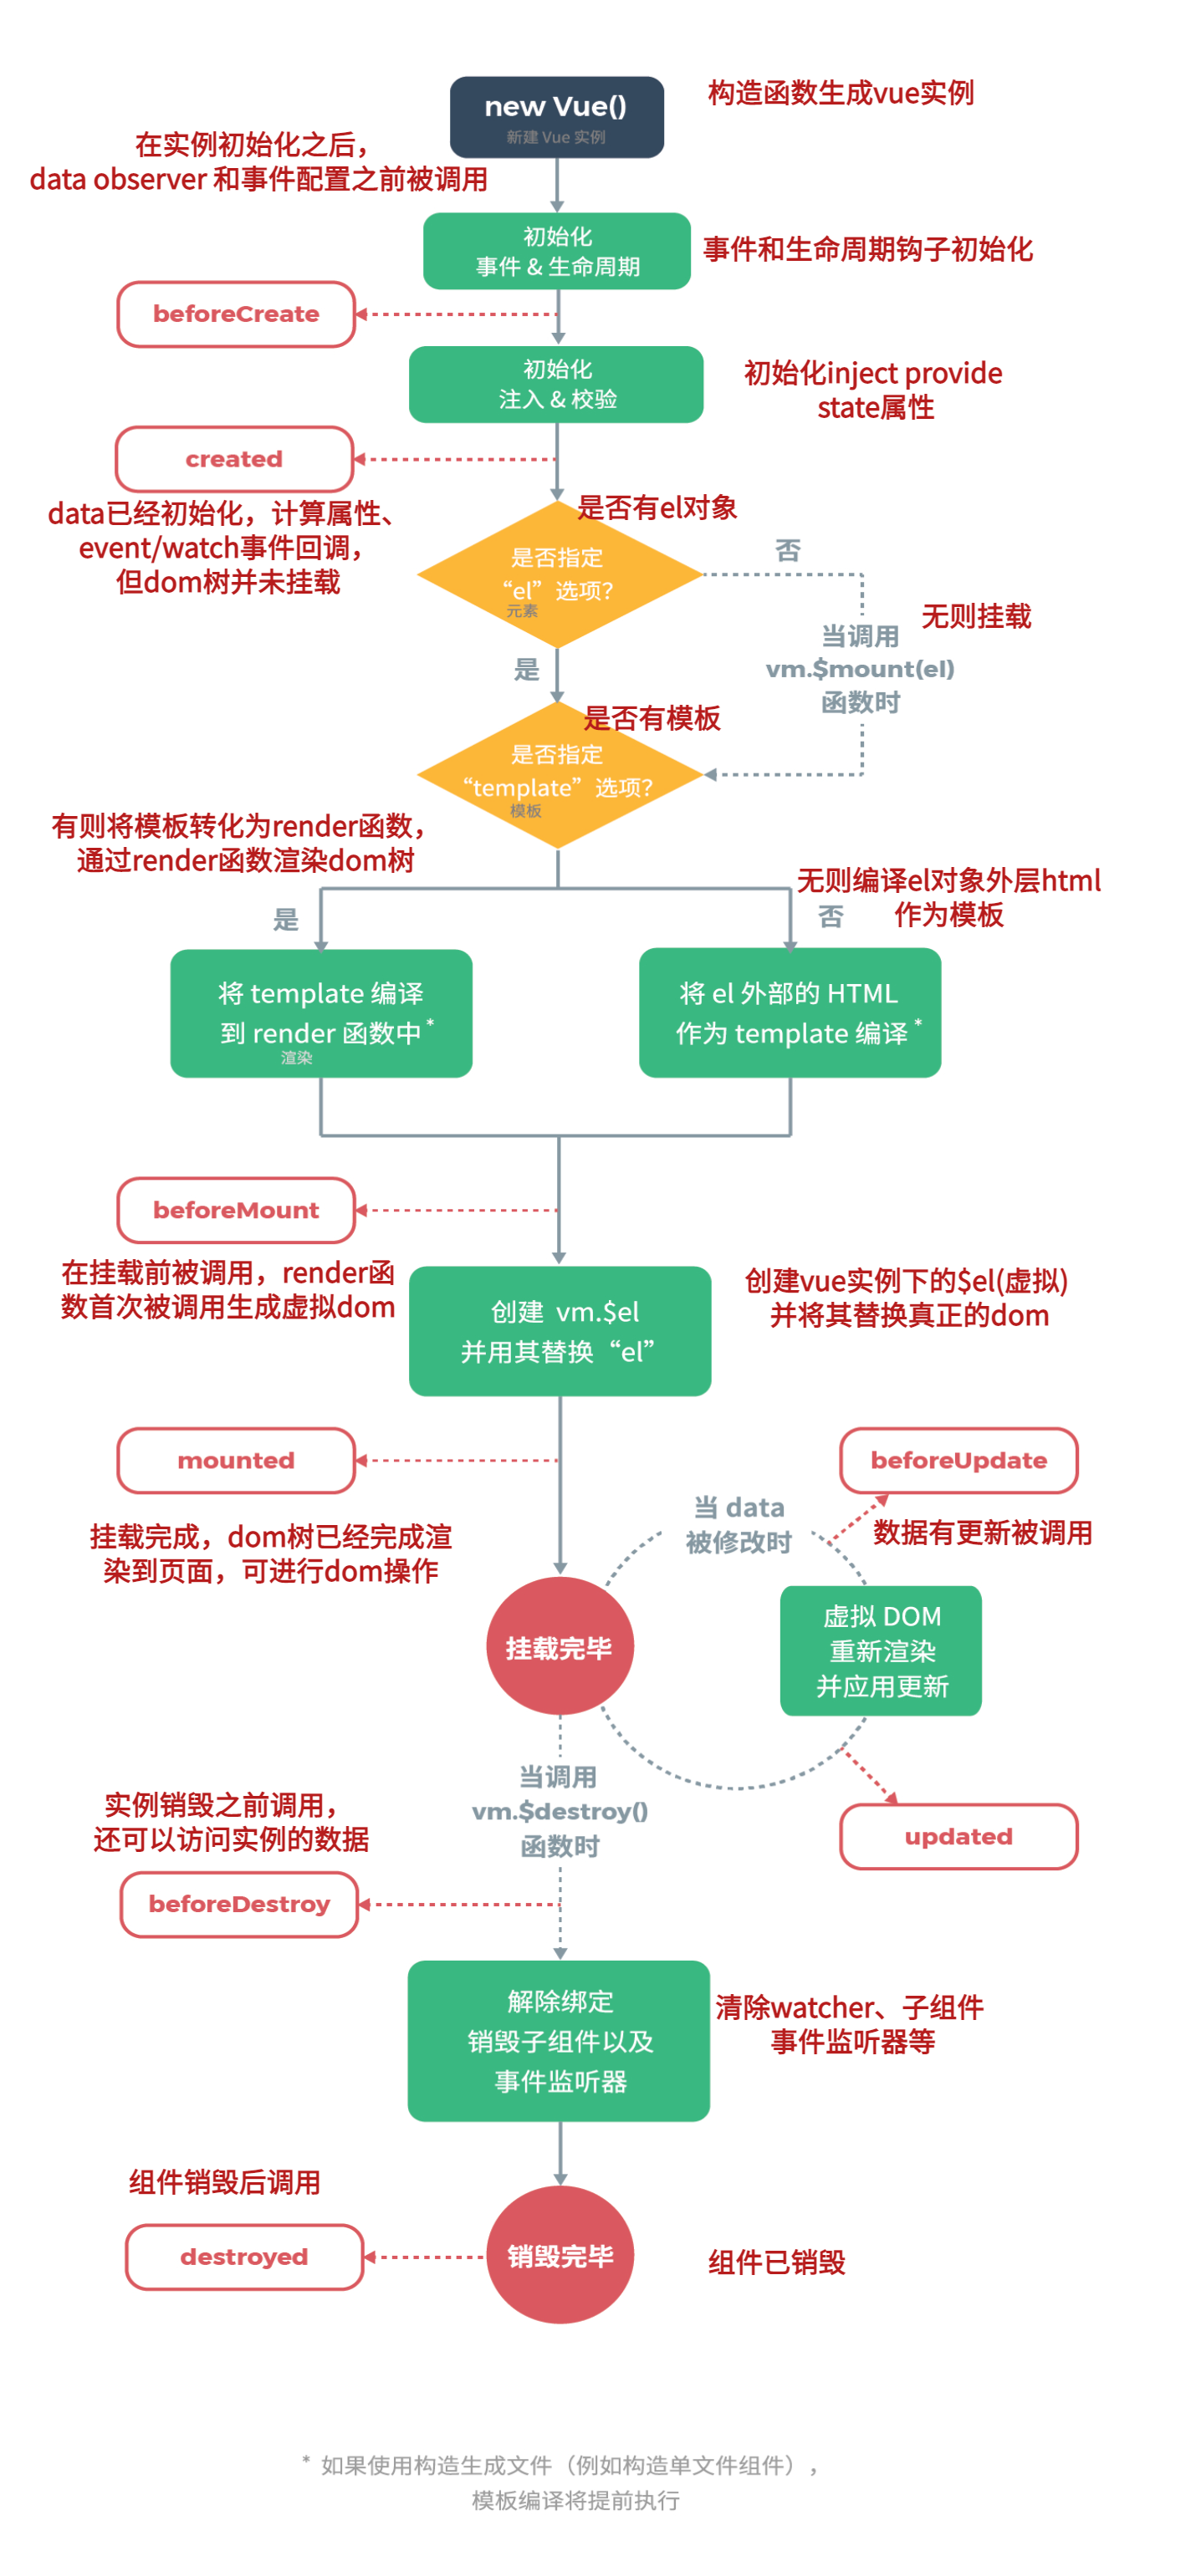 new Vue()
新建 Vue 实例
构造函数生成vue实例
在实例初始化之后，
data observer 和事件配置之前被调用
初始化
事件 & 生命周期
事件和生命周期钩子初始化
beforeCreate
初始化
注入 & 校验
初始化inject provide
state属性
created
data已经初始化，计算属性、
event/watch事件回调，
但dom树并未挂载
是否有el对象
是否指定
“el”选项？
元素
否
无则挂载
当调用
vm.$mount(el)
函数时
是
是否有模板
是否指定
“template”选项？
模板
有则将模板转化为render函数，
通过render函数渲染dom树
无则编译el对象外层html
作为模板
是
否
将 template 编译
到 render 函数中*
渲染
将 el 外部的 HTML
作为 template 编译*
beforeMount
在挂载前被调用，render函
数首次被调用生成虚拟dom
创建 vm.$el
并用其替换“el”
创建vue实例下的$el(虚拟)
并将其替换真正的dom
mounted
挂载完成，dom树已经完成渲
染到页面，可进行dom操作
beforeUpdate
数据有更新被调用
当 data
被修改时
挂载完毕
虚拟 DOM
重新渲染
并应用更新
当调用
vm.$destroy()
函数时
updated
实例销毁之前调用，
还可以访问实例的数据
beforeDestroy
解除绑定
销毁子组件以及
事件监听器
清除watcher、子组件
事件监听器等
组件销毁后调用
destroyed
销毁完毕
组件已销毁
* 如果使用构造生成文件（例如构造单文件组件），
模板编译将提前执行